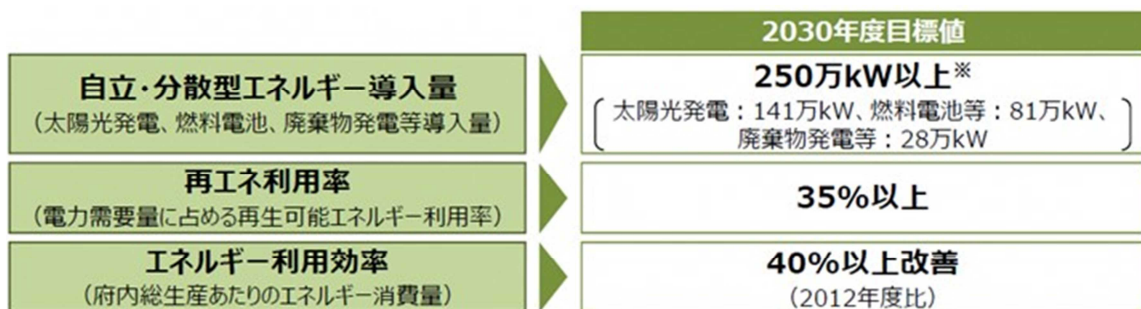 2030年度目標値
自立・分散型エネルギー導入量
（太陽光発電、燃料電池、廃棄物発電等導入量）
250万kW以上※
太陽光発電：141万kW、燃料電池等：81万kW、
廃棄物発電等：28万kW
再エネ利用率
（電力需要量に占める再生可能エネルギー利用率）
35%以上
エネルギー利用効率
（府内総生産あたりのエネルギー消費量）
40%以上改善
（2012年度比）